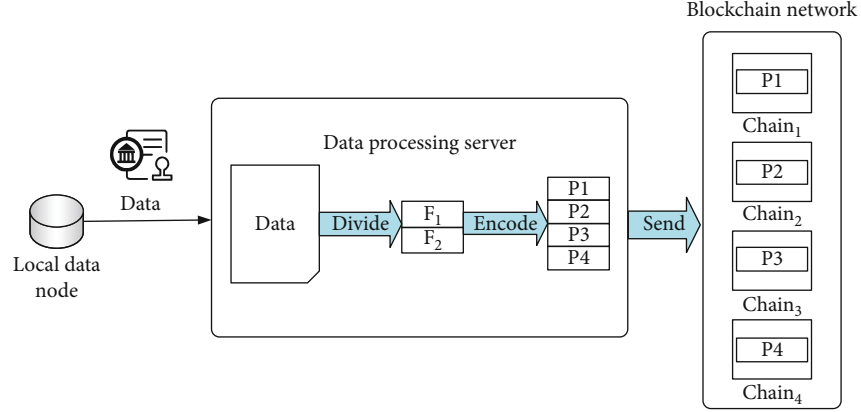 Blockchain network
P1
Chain₁
P2
Chain₂
P3
Chain₃
P4
Chain₄
Data processing server
Data
Divide
F₁
F₂
Encode
P1
P2
P3
P4
Send
Data
Local data
node